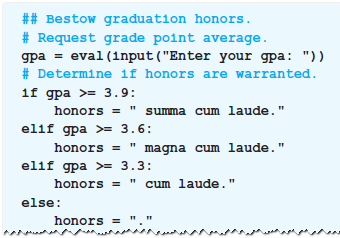 ## Bestow graduation honors.
# Request grade point average.
gpa = eval(input("Enter your gpa: "))
# Determine if honors are warranted.
if gpa >= 3.9:
    honors = " summa cum laude."
elif gpa >= 3.6:
    honors = " magna cum laude."
elif gpa >= 3.3:
    honors = " cum laude."
else:
    honors = "."